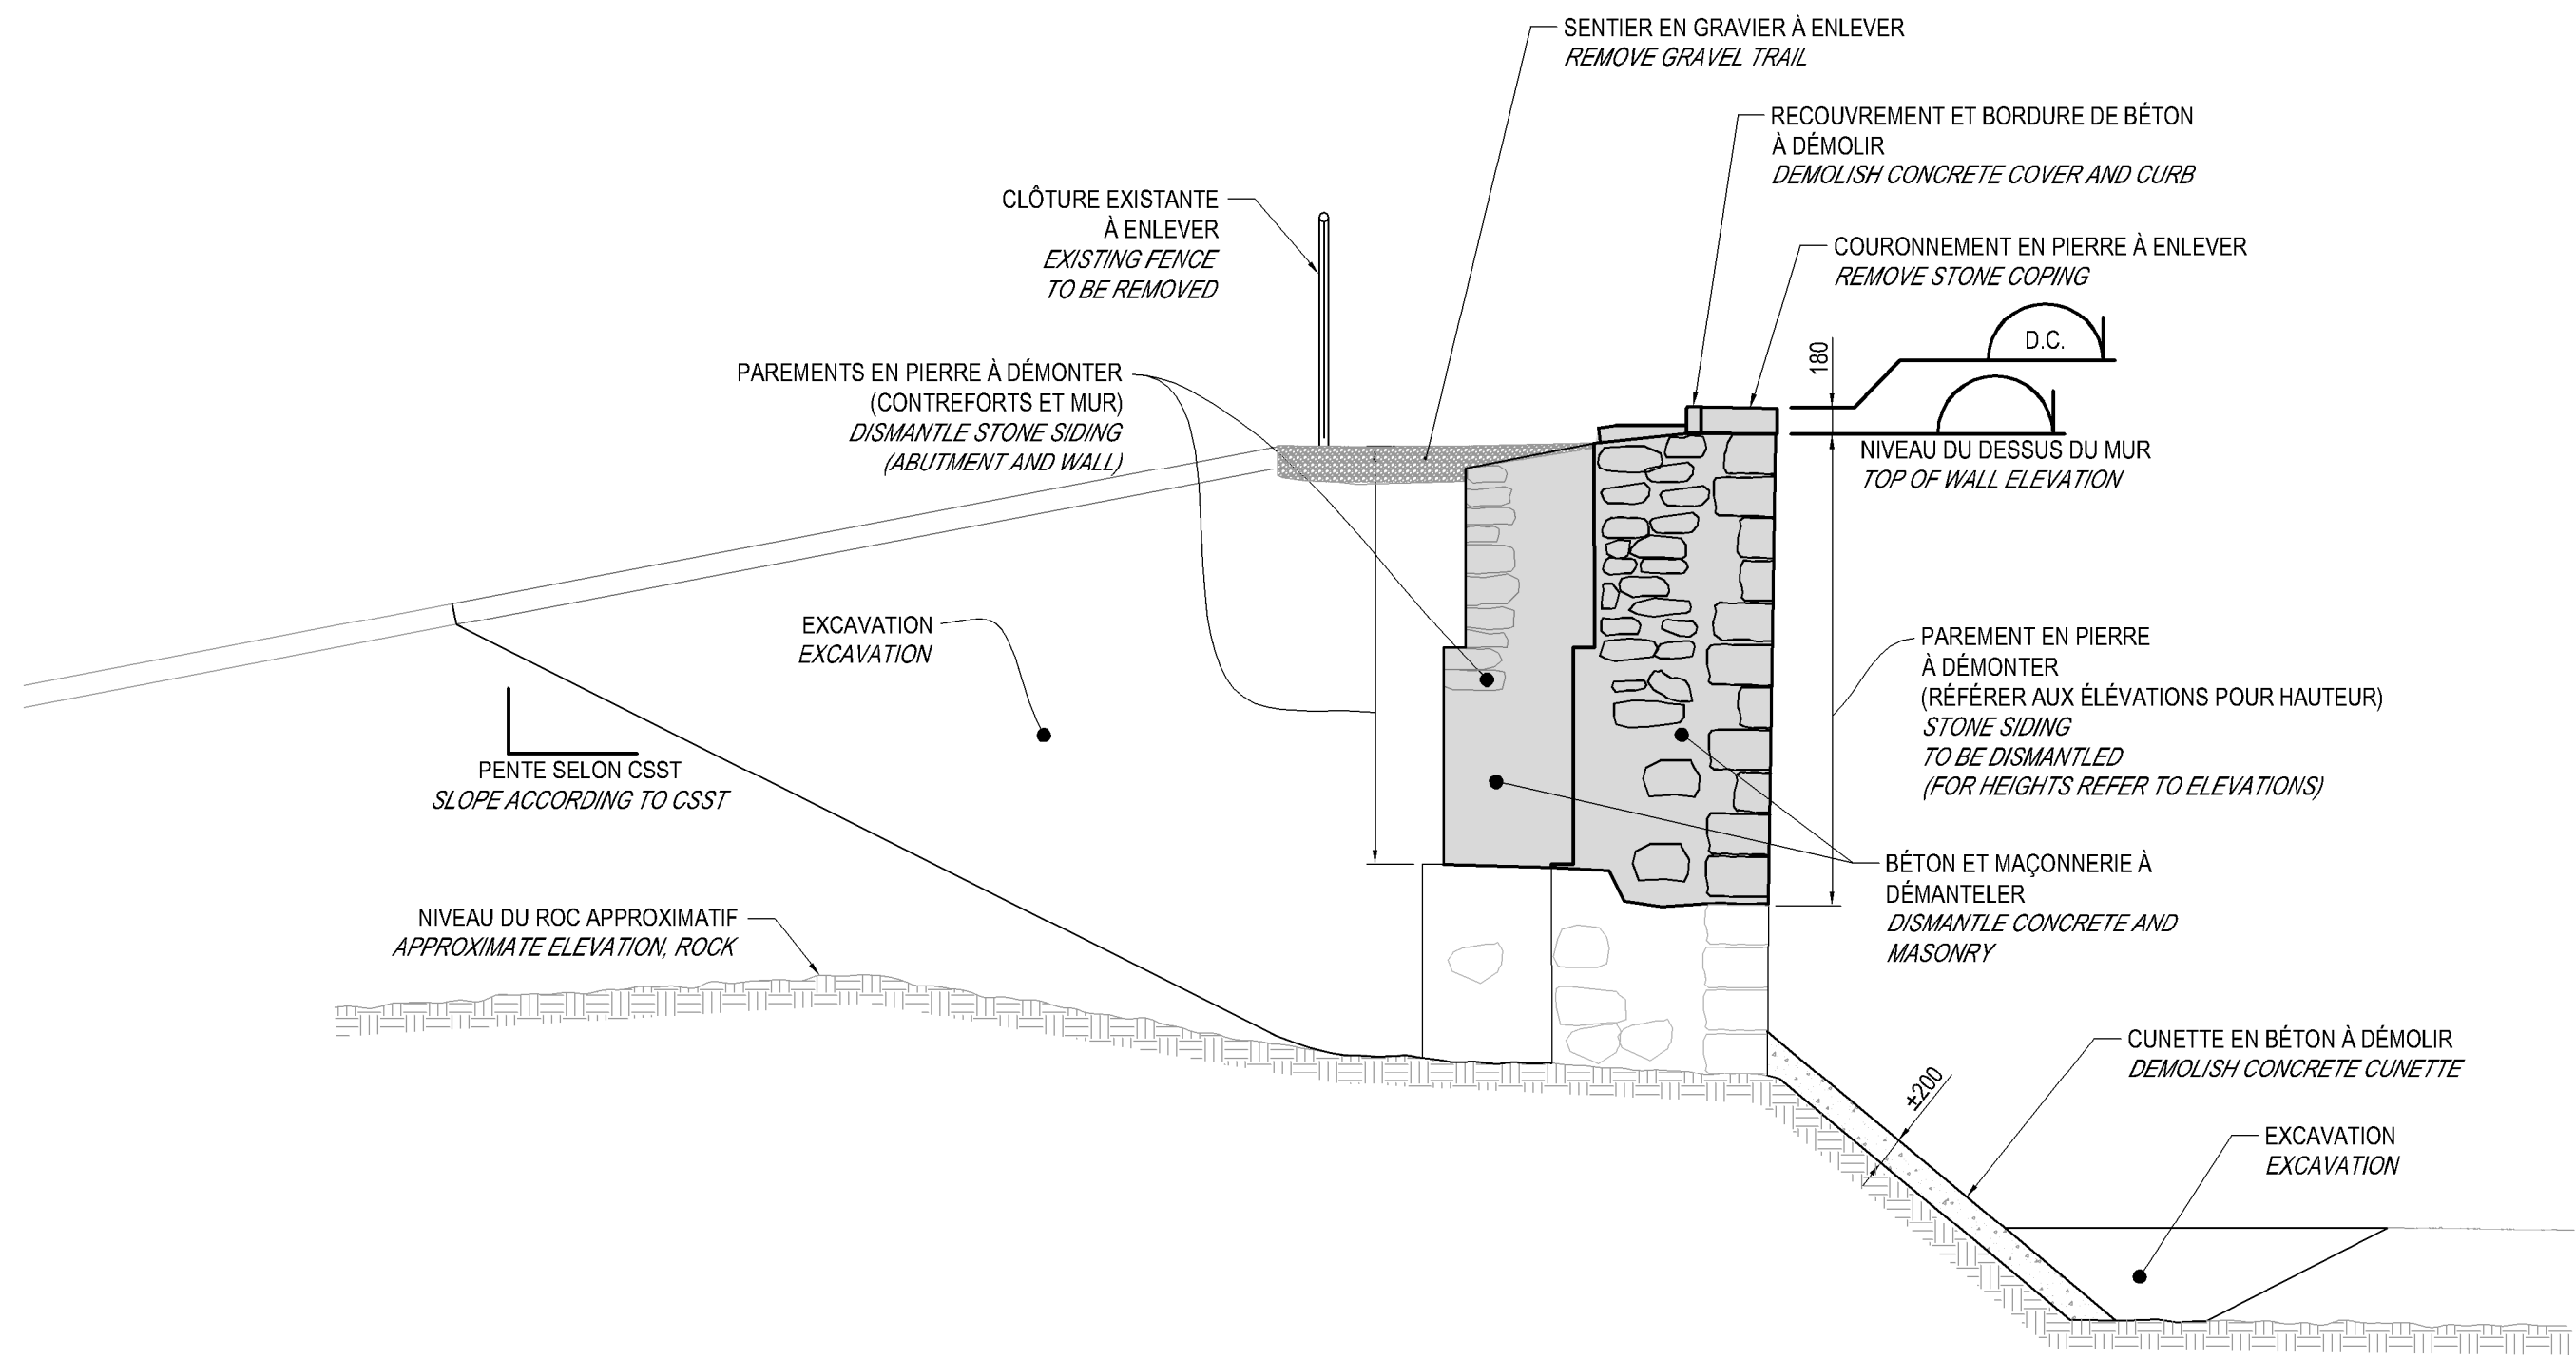 SENTIER EN GRAVIER À ENLEVER
REMOVE GRAVEL TRAIL
RECOUVREMENT ET BORDURE DE BÉTON
À DÉMOLIR
DEMOLISH CONCRETE COVER AND CURB
CLÔTURE EXISTANTE
À ENLEVER
EXISTING FENCE
TO BE REMOVED
COURONNEMENT EN PIERRE À ENLEVER
REMOVE STONE COPING
D.C.
180
PAREMENTS EN PIERRE À DÉMONTER
(CONTREFORTS ET MUR)
DISMANTLE STONE SIDING
(ABUTMENT AND WALL)
NIVEAU DU DESSUS DU MUR
TOP OF WALL ELEVATION
EXCAVATION
EXCAVATION
PAREMENT EN PIERRE
À DÉMONTER
(RÉFÉRER AUX ÉLÉVATIONS POUR HAUTEUR)
STONE SIDING
TO BE DISMANTLED
(FOR HEIGHTS REFER TO ELEVATIONS)
PENTE SELON CSST
SLOPE ACCORDING TO CSST
BÉTON ET MAÇONNERIE À
DÉMANTELER
DISMANTLE CONCRETE AND
MASONRY
NIVEAU DU ROC APPROXIMATIF
APPROXIMATE ELEVATION, ROCK
CUNETTE EN BÉTON À DÉMOLIR
DEMOLISH CONCRETE CUNETTE
±200
EXCAVATION
EXCAVATION